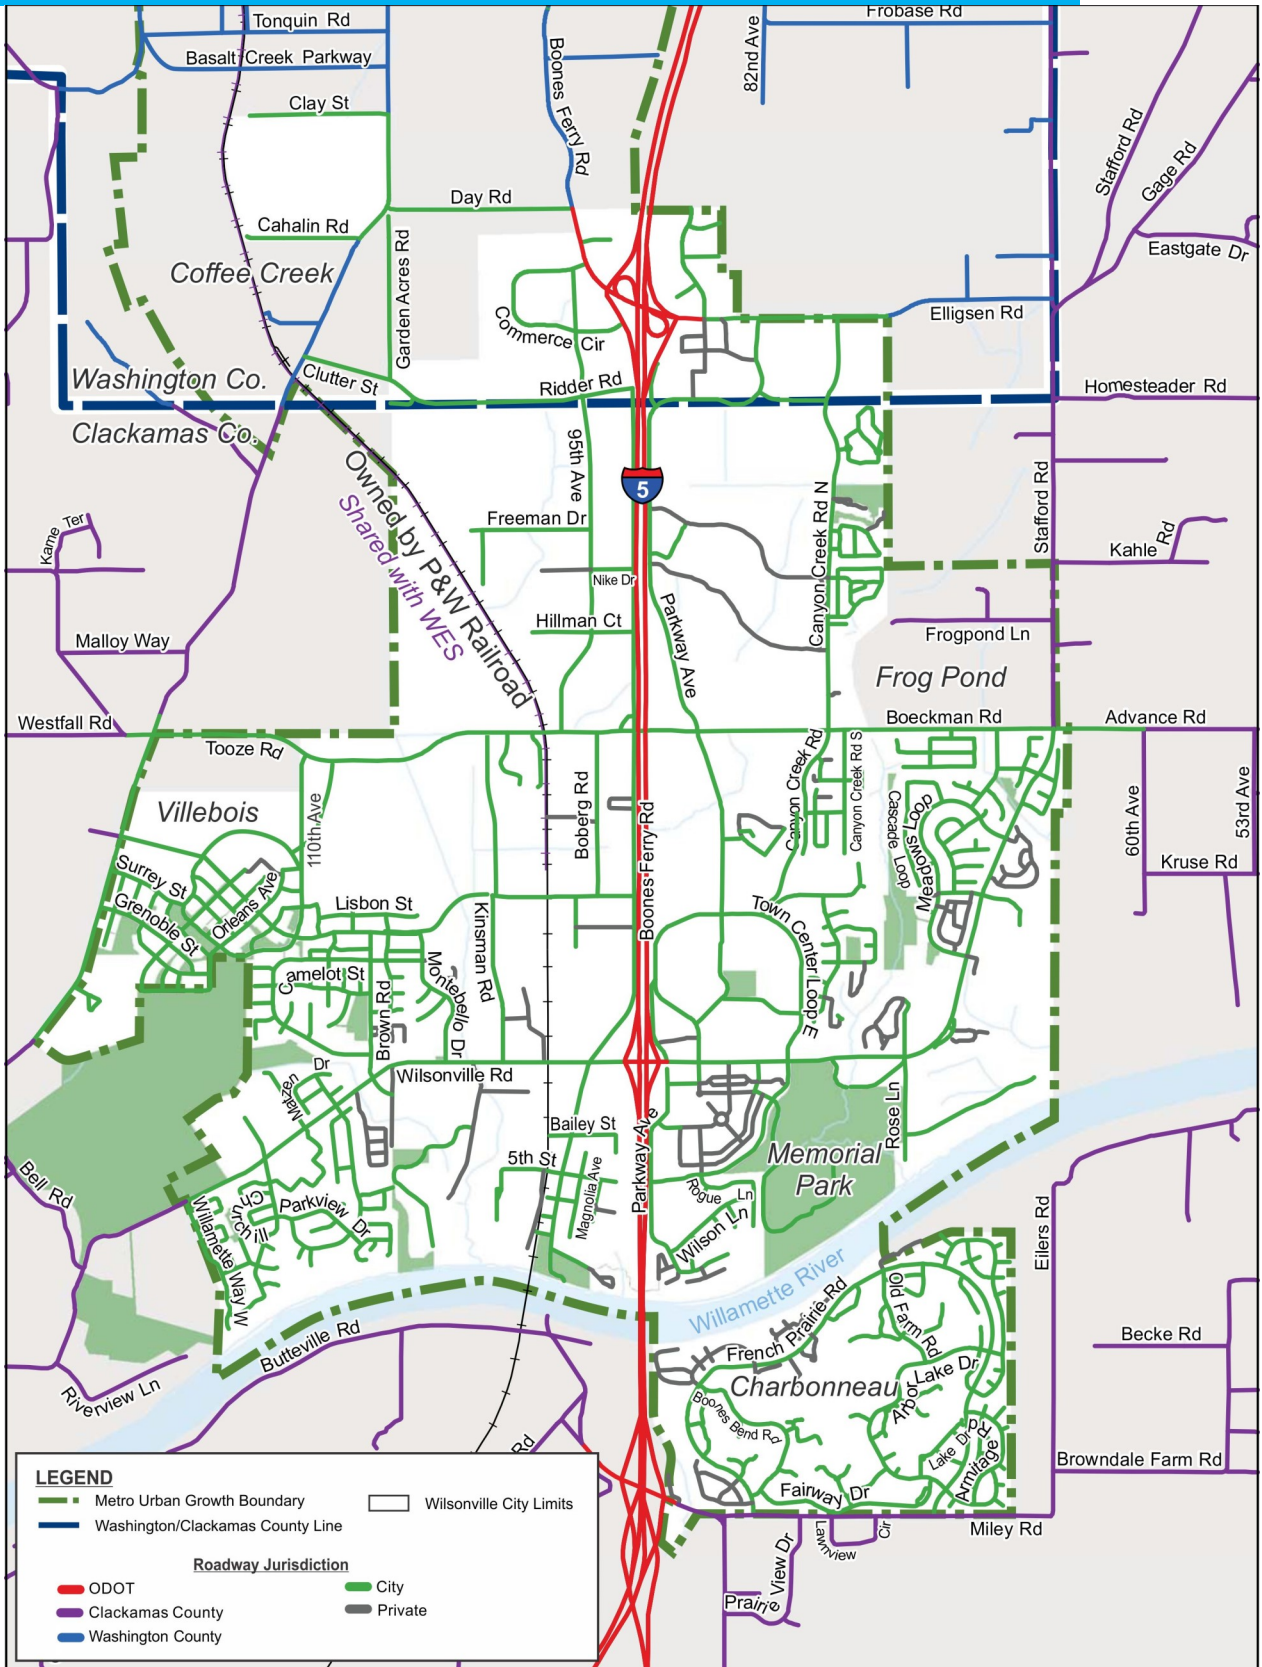 Tonquin Rd
Frobase Rd
Basalt Creek Parkway
Boones Ferry Rd
82nd Ave
Clay St
Stafford Rd
Gage Rd
Day Rd
Cahalin Rd
Eastgate Dr
Coffee Creek
Garden Acres Rd
Elligsen Rd
Commerce Cir
Washington Co.
Clutter St
Ridder Rd
Homesteader Rd
Clackamas Co.
95th Ave
Owned by P&W Railroad
Shared with WES
5
Canyon Creek Rd N
Stafford Rd
Kame Ter
Freeman Dr
Kahle Rd
Nike Dr
Parkway Ave
Hillman Ct
Malloy Way
Frogpond Ln
Frog Pond
Westfall Rd
Boeckman Rd
Advance Rd
Tooze Rd
Canyon Creek Rd
Canyon Creek Rd S
Villebois
110th Ave
Boberg Rd
Boones Ferry Rd
Cascade Loop
Meadows Loop
60th Ave
53rd Ave
Kruse Rd
Surrey St
Grenoble St
Orleans Ave
Lisbon St
Kinsman Rd
Town Center Loop E
Camelot St
Montebello Dr
Brown Rd
Matzen Dr
Wilsonville Rd
Rose Ln
Bailey St
Parkway Ave
Memorial
Park
5th St
Magnolia Ave
Bell Rd
Rogue Ln
Wilson Ln
Churchill
Parkview Dr
Willamette Way W
Eilers Rd
Willamette River
Butteville Rd
French Prairie Rd
Old Farm Rd
Becke Rd
Riverview Ln
Charbonneau
Arbor Lake Dr
Boones Bend Rd
Lake Dr
Armitage Rd
Rd
Browndale Farm Rd
Fairway Dr
Miley Rd
Lawnview Cir
Prairie View Dr
LEGEND
Metro Urban Growth Boundary
Wilsonville City Limits
Washington/Clackamas County Line
Roadway Jurisdiction
ODOT
City
Clackamas County
Private
Washington County